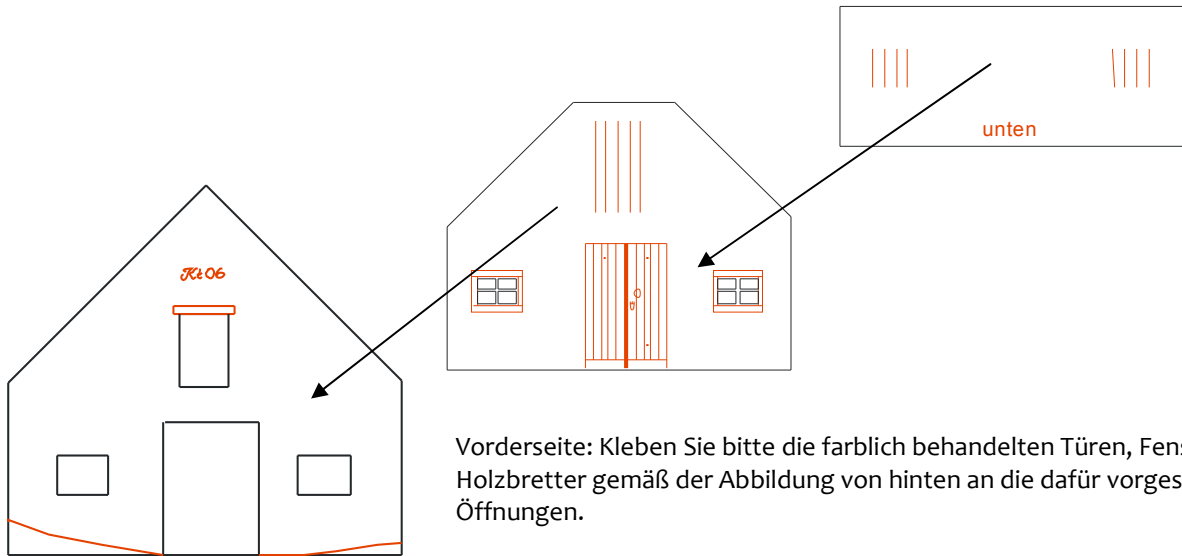 unten
Kt 06
Vorderseite: Kleben Sie bitte die farblich behandelten Türen, Fens
Holzbretter gemäß der Abbildung von hinten an die dafür vorges
Öffnungen.